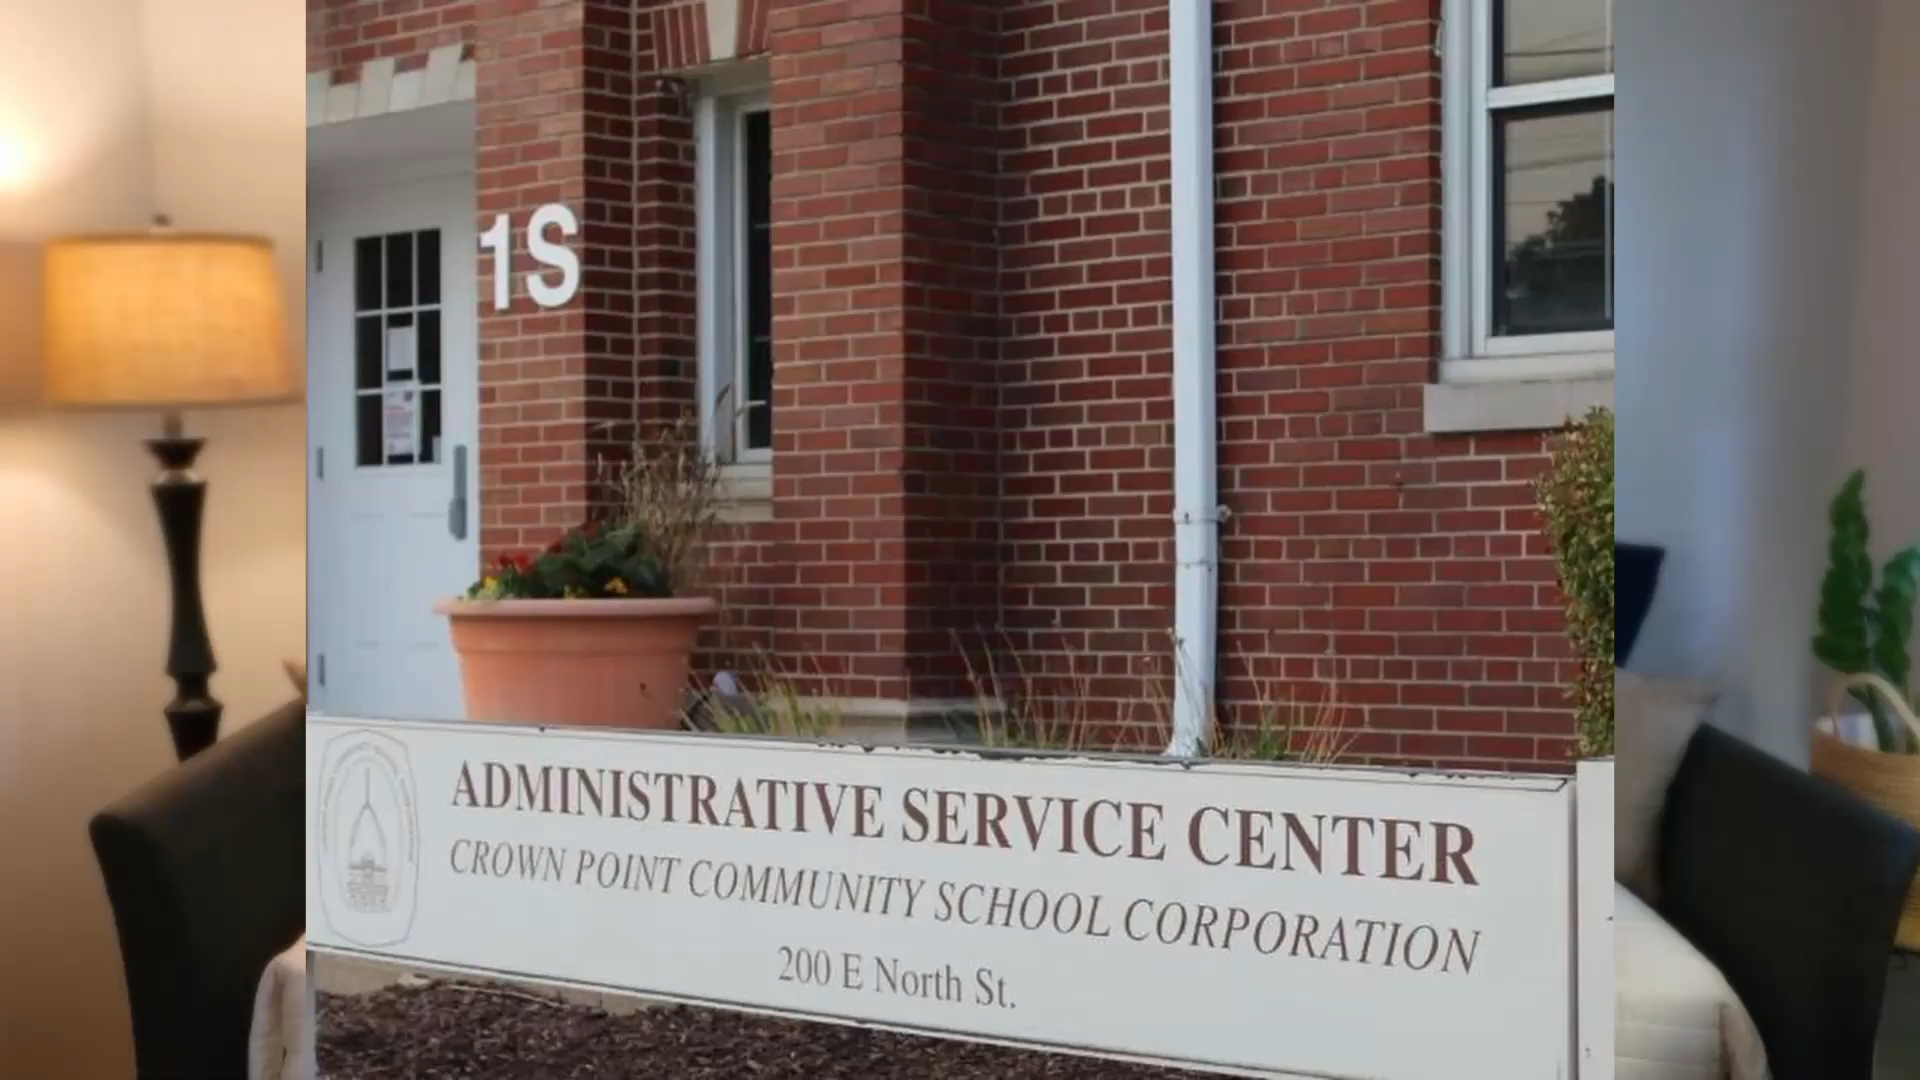 1S
ADMINISTRATIVE SERVICE CENTER
CROWN POINT COMMUNITY SCHOOL CORPORATION
200 E North St.